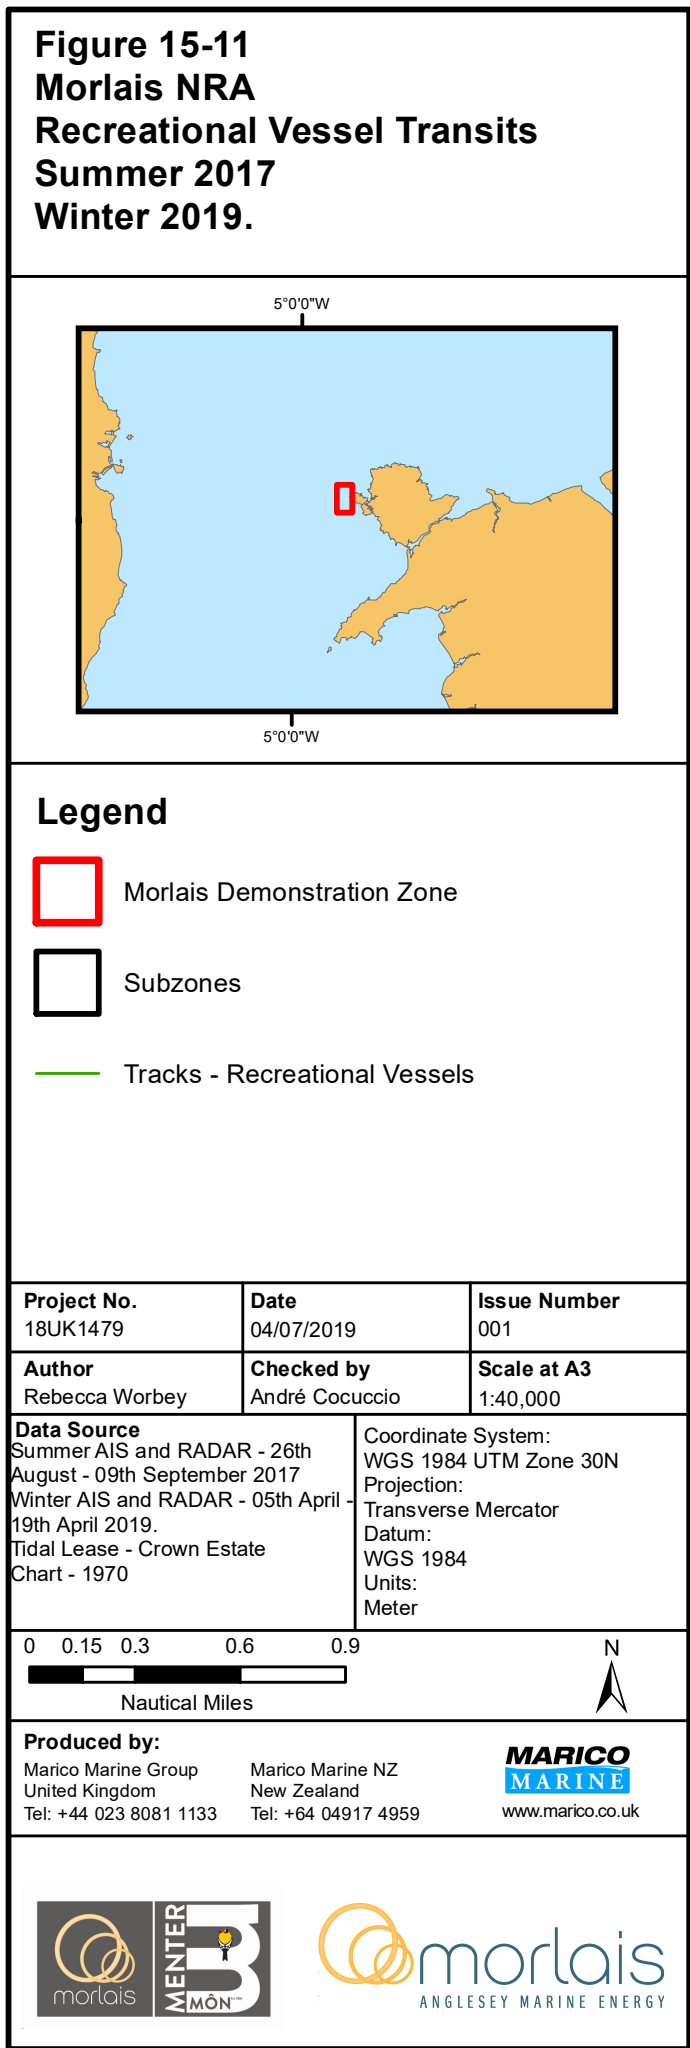 Figure 15-11
Morlais NRA
Recreational Vessel Transits
Summer 2017
Winter 2019.
5°0'0"W
5°0'0"W
Legend
Morlais Demonstration Zone
Subzones
Tracks - Recreational Vessels
Project No.
18UK1479
Date
04/07/2019
Issue Number
001
Author
Rebecca Worbey
Checked by
André Cocuccio
Scale at A3
1:40,000
Data Source
Summer AIS and RADAR - 26th
August - 09th September 2017
Winter AIS and RADAR - 05th April -
19th April 2019.
Tidal Lease - Crown Estate
Chart - 1970
Coordinate System:
WGS 1984 UTM Zone 30N
Projection:
Transverse Mercator
Datum:
WGS 1984
Units:
Meter
0 0.15 0.3 0.6 0.9
Nautical Miles
N
Produced by:
Marico Marine Group
United Kingdom
Tel: +44 023 8081 1133
Marico Marine NZ
New Zealand
Tel: +64 04917 4959
MARICO
MARINE
www.marico.co.uk
morlais
MENTER
MÔN
morlais
ANGLESEY MARINE ENERGY